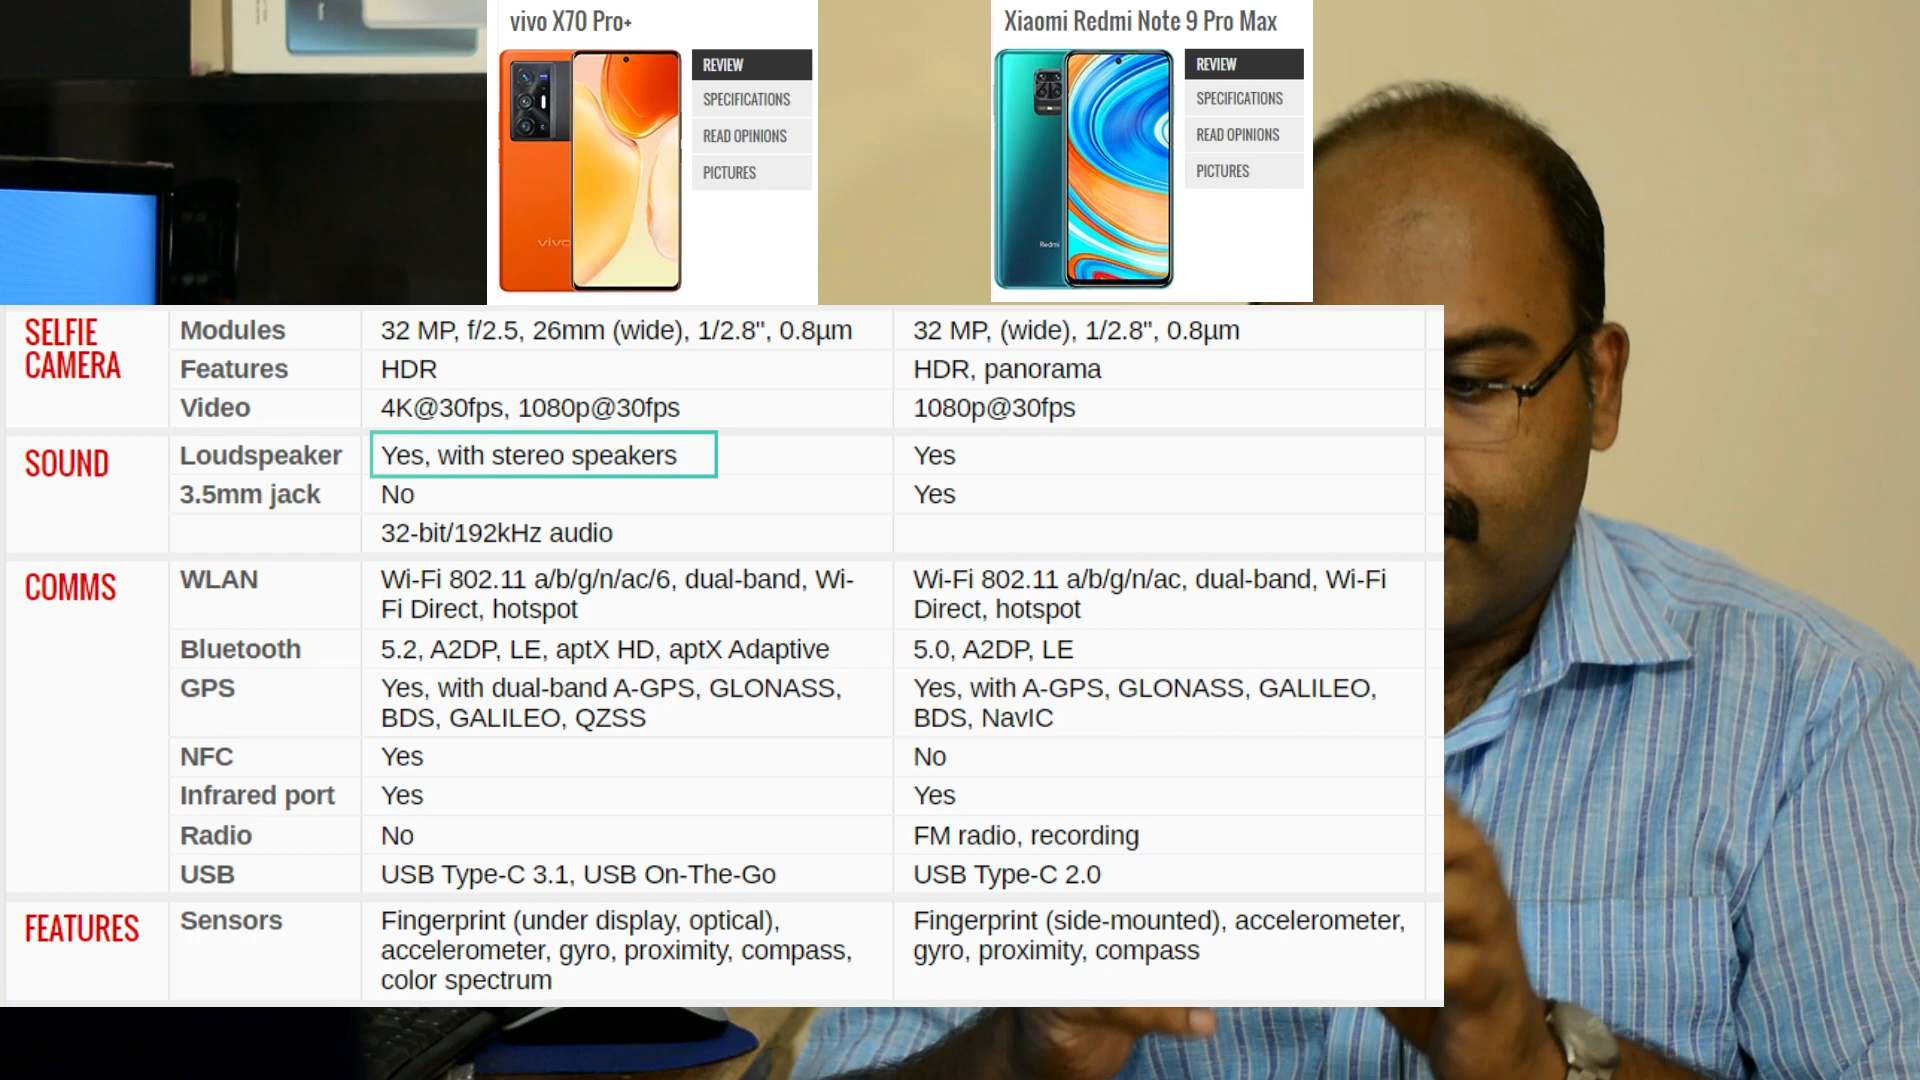 vivo X70 Pro+
REVIEW
SPECIFICATIONS
READ OPINIONS
PICTURES
vivo
Xiaomi Redmi Note 9 Pro Max
REVIEW
SPECIFICATIONS
READ OPINIONS
PICTURES
Redmi
SELFIE
CAMERA
Modules
32 MP, f/2.5, 26mm (wide), 1/2.8", 0.8µm
32 MP, (wide), 1/2.8", 0.8µm
Features
HDR
HDR, panorama
Video
4K@30fps, 1080p@30fps
1080p@30fps
SOUND
Loudspeaker
Yes, with stereo speakers
Yes
3.5mm jack
No
Yes
32-bit/192kHz audio
COMMS
WLAN
Wi-Fi 802.11 a/b/g/n/ac/6, dual-band, Wi-
Fi Direct, hotspot
Wi-Fi 802.11 a/b/g/n/ac, dual-band, Wi-Fi
Direct, hotspot
Bluetooth
5.2, A2DP, LE, aptX HD, aptX Adaptive
5.0, A2DP, LE
GPS
Yes, with dual-band A-GPS, GLONASS,
BDS, GALILEO, QZSS
Yes, with A-GPS, GLONASS, GALILEO,
BDS, NavIC
NFC
Yes
No
Infrared port
Yes
Yes
Radio
No
FM radio, recording
USB
USB Type-C 3.1, USB On-The-Go
USB Type-C 2.0
FEATURES
Sensors
Fingerprint (under display, optical),
accelerometer, gyro, proximity, compass,
color spectrum
Fingerprint (side-mounted), accelerometer,
gyro, proximity, compass